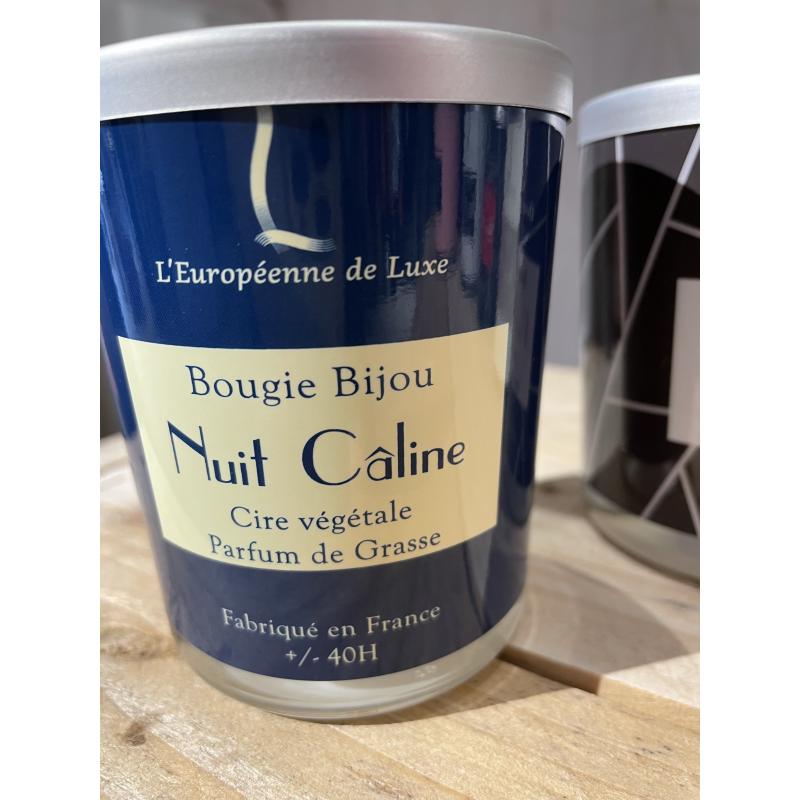 L'Européenne de Luxe
Bougie Bijou
Nuit Câline
Cire végétale
Parfum de Grasse
Fabriqué en France
+/- 40H